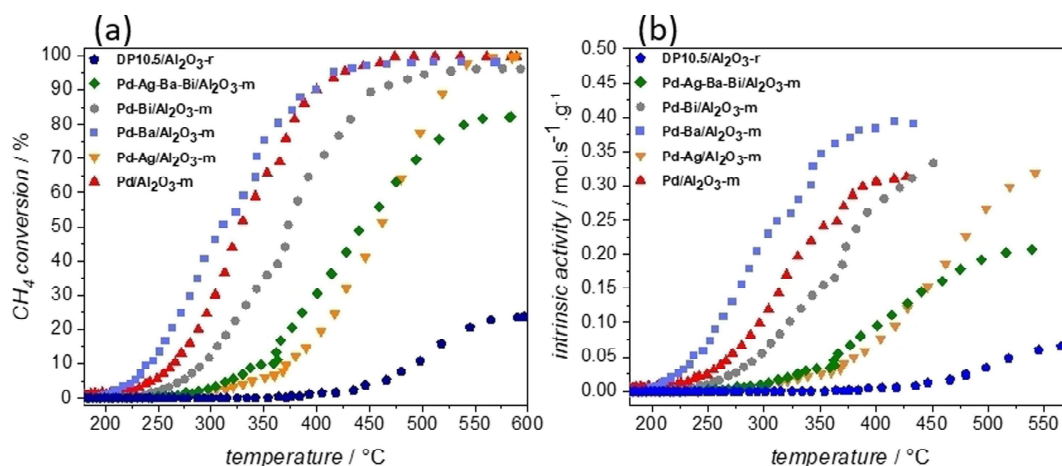 (a)
CH4 conversion / %
100
90
80
70
60
50
40
30
20
10
0
DP10.5/Al2O3-r
Pd-Ag-Ba-Bi/Al2O3-m
Pd-Bi/Al2O3-m
Pd-Ba/Al2O3-m
Pd-Ag/Al2O3-m
Pd/Al2O3-m
200 250 300 350 400 450 500 550 600
temperature / °C
(b)
intrinsic activity / mol.s-1.g-1
0.50
0.45
0.40
0.35
0.30
0.25
0.20
0.15
0.10
0.05
0.00
DP10.5/Al2O3-r
Pd-Ag-Ba-Bi/Al2O3-m
Pd-Bi/Al2O3-m
Pd-Ba/Al2O3-m
Pd-Ag/Al2O3-m
Pd/Al2O3-m
200 250 300 350 400 450 500 550
temperature / °C